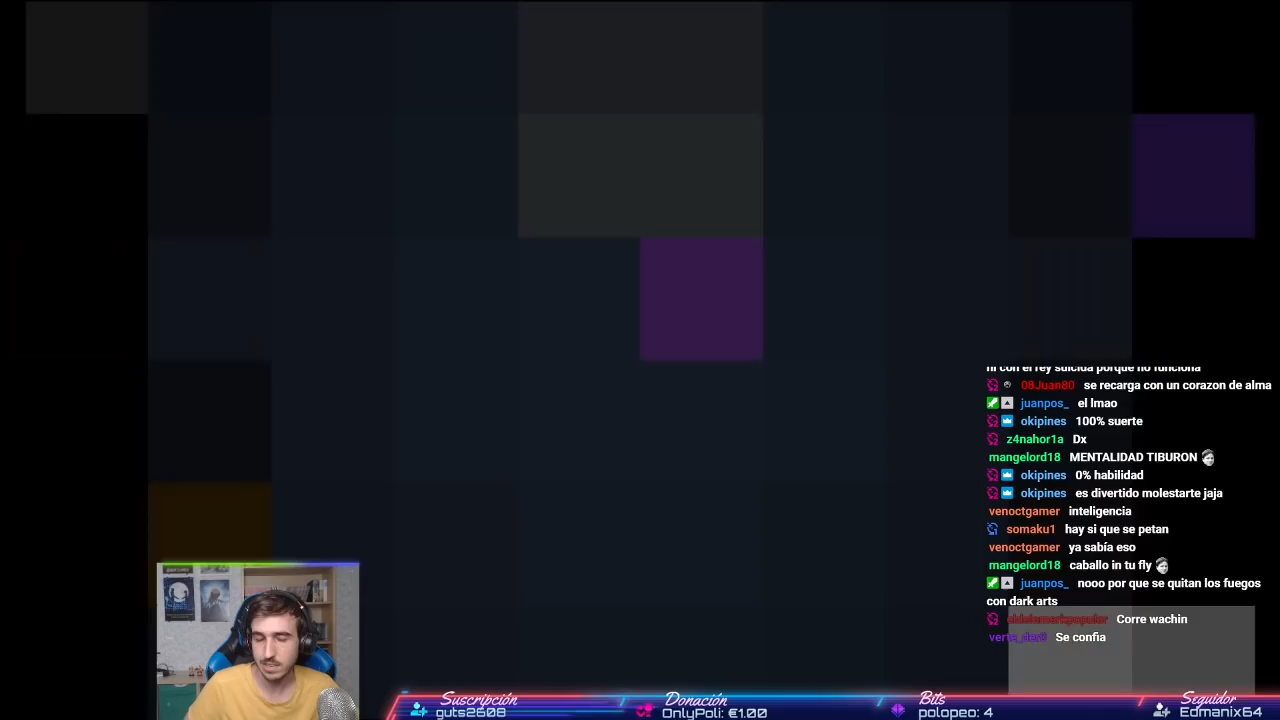 ni con el rey suicida porque no funciona
08Juan80 se recarga con un corazon de alma
juanpos_ el lmao
okipines 100% suerte
z4nahor1a Dx
mangelord18 MENTALIDAD TIBURON
okipines 0% habilidad
okipines es divertido molestarte jaja
venoctgamer inteligencia
somaku1 hay si que se petan
venoctgamer ya sabía eso
mangelord18 caballo in tu fly
juanpos_ nooo por que se quitan los fuegos
con dark arts
Corre wachin
Se confia
Suscripción
guts2608
Donación
OnlyPoli: €1.00
Bits
polopeo: 4
Seguidor
Edmanix64